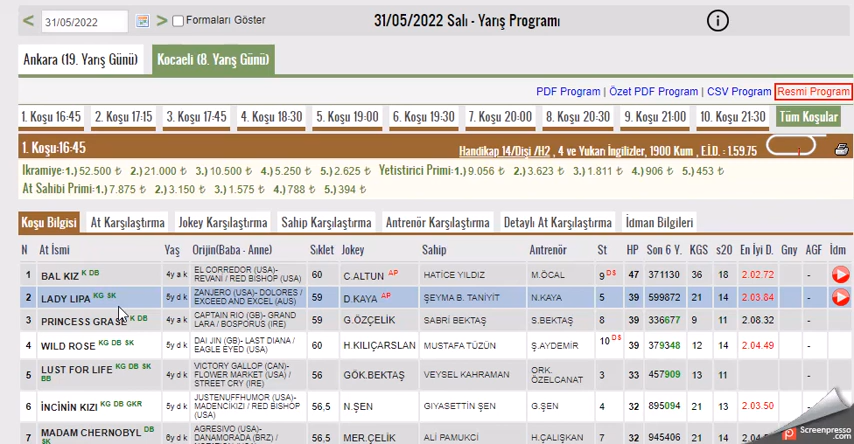 31/05/2022 Formaları Göster 31/05/2022 Salı - Yarış Programı
Ankara (19. Yarış Günü) Kocaeli (8. Yarış Günü)
PDF Program | Özet PDF Program | CSV Program Resmi Program
1. Koşu 16:45 2. Koşu 17:15 3. Koşu 17:45 4. Koşu 18:30 5. Koşu 19:00 6. Koşu 19:30 7. Koşu 20:00 8. Koşu 20:30 9. Koşu 21:00 10. Koşu 21:30 Tüm Koşular
1. Koşu:16:45 Handikap 14/Dişi /H2 , 4 ve Yukarı İngilizler, 1900 Kum , E.İ.D. : 1.59.75
Ikramiye:1.) 52.500 ₺ 2.) 21.000 ₺ 3.) 10.500 ₺ 4.) 5.250 ₺ 5.) 2.625 ₺ Yetistirici Primi:1.) 9.056 ₺ 2.) 3.623 ₺ 3.) 1.811 ₺ 4.) 906 ₺ 5.) 453 ₺
At Sahibi Primi:1.) 7.875 ₺ 2.) 3.150 ₺ 3.) 1.575 ₺ 4.) 788 ₺ 5.) 394 ₺
Koşu Bilgisi At Karşılaştırma Jokey Karşılaştırma Sahip Karşılaştırma Antrenör Karşılaştırma Detaylı At Karşılaştırma İdman Bilgileri
N At İsmi Yaş Orijin(Baba - Anne) Sıklet Jokey Sahip Antrenör St HP Son 6 Y. KGS s20 En İyi D. Gny AGF İdm
1 BAL KIZ K DB 4y a k EL CORREDOR (USA)- REVANI / RED BISHOP (USA) 60 C.ALTUN AP HATİCE YILDIZ M.ÖCAL 9 DS 47 371130 36 18 2.02.72 -
2 LADY LIPA KG SK 5y d k ZANJERO (USA)- DOLORES / EXCEED AND EXCEL (AUS) 59 D.KAYA AP ŞEYMA B. TANİYİT N.KAYA 5 39 599872 21 14 2.03.84 -
3 PRINCESS GRASE K DB 4y a k CAPTAIN RIO (GB)- GRAND LARA / BOSPORUS (IRE) 59 G.ÖZÇELİK SABRİ BEKTAŞ S.BEKTAŞ 8 39 336677 9 11 2.08.32 -
4 WILD ROSE KG DB SK 5y d k DAI JIN (GB)- LAST DIANA / EAGLE EYED (USA) 60 H.KILIÇARSLAN MUSTAFA TÜZÜN Ş.AYDEMİR 10 DS 39 379348 12 14 2.04.49 -
5 LUST FOR LIFE KG DB SK BB 5y d k VICTORY GALLOP (CAN)- FLOWER MARKET (USA) / STREET CRY (IRE) 56 GÖK.BEKTAŞ VEYSEL KAHRAMAN ORK. ÖZELCANAT 3 33 457909 13 11 -
6 İNCİNİN KIZI KG DB GKR 5y d k JUSTENUFFHUMOR (USA)- MADENCİKIZI / RED BISHOP (USA) 56,5 N.ŞEN GIYASETTİN ŞEN G.ŞEN 4 32 895094 21 13 2.03.50 -
7 MADAM CHERNOBYL DB SK 5y d k AGRESIVO (USA)- DANAMORADA (BRZ) / 56,5 MER.ÇELİK ALİ PAMUKCİ H.ÇALIŞKAN 7 32 945406 21 14
Screenpresso
.com